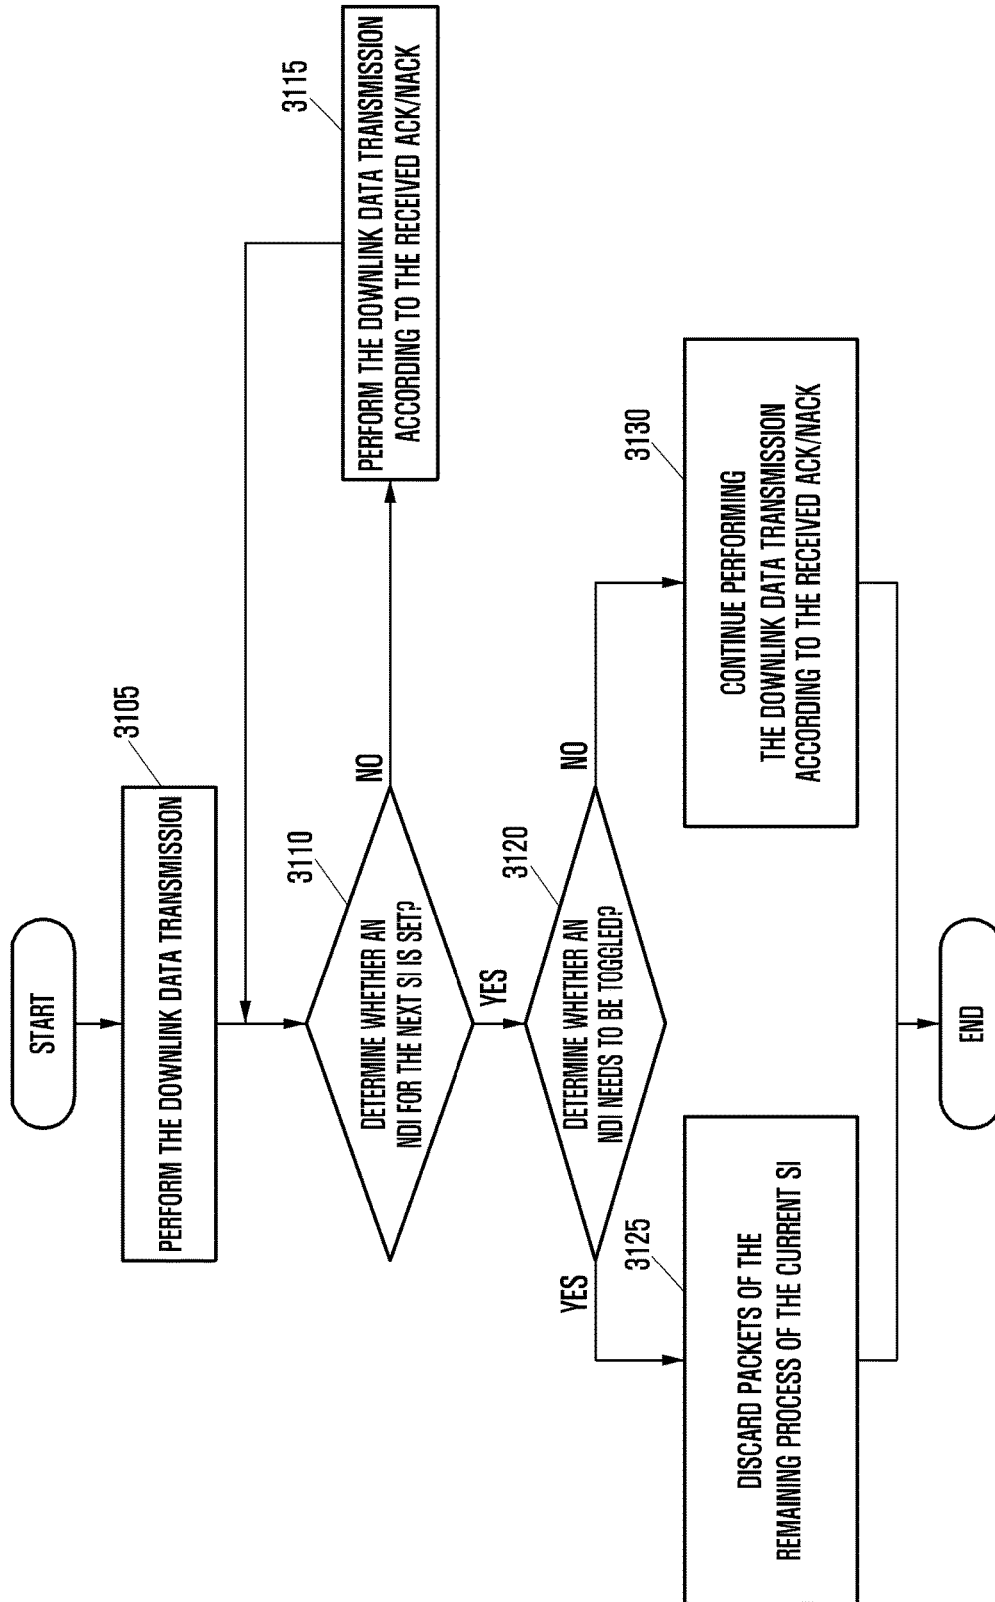 START
3105
PERFORM THE DOWNLINK DATA TRANSMISSION
3110
DETERMINE WHETHER AN
NDI FOR THE NEXT SI IS SET?
NO
3115
PERFORM THE DOWNLINK DATA TRANSMISSION
ACCORDING TO THE RECEIVED ACK/NACK
YES
3120
DETERMINE WHETHER AN
NDI NEEDS TO BE TOGGLED?
YES
NO
3125
DISCARD PACKETS OF THE
REMAINING PROCESS OF THE CURRENT SI
3130
CONTINUE PERFORMING
THE DOWNLINK DATA TRANSMISSION
ACCORDING TO THE RECEIVED ACK/NACK
END